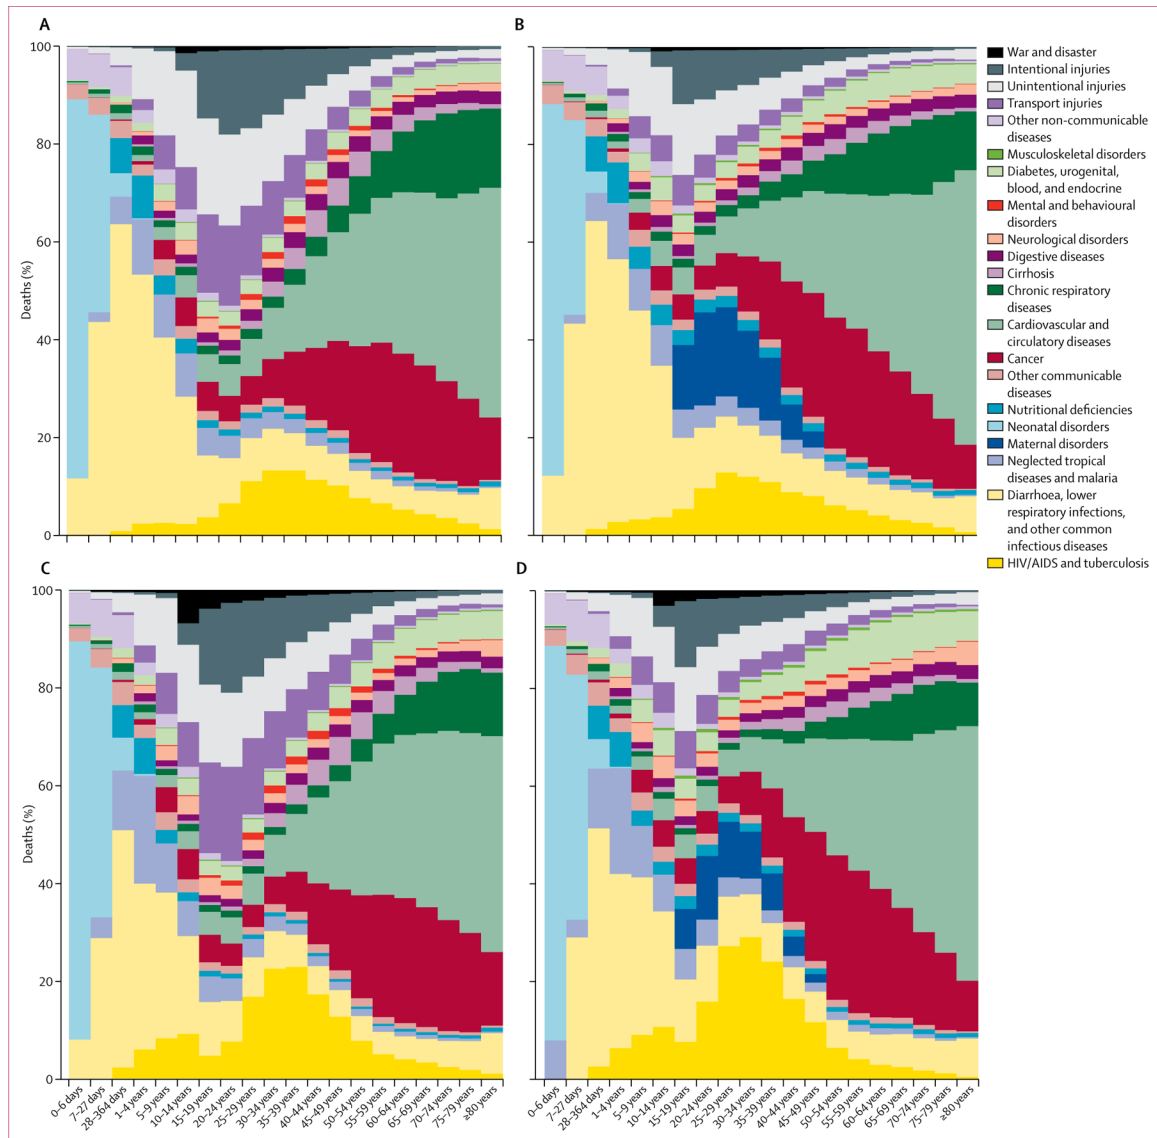 A
B
100
80
60
40
20
0
Deaths (%)
War and disaster
Intentional injuries
Unintentional injuries
Transport injuries
Other non-communicable
diseases
Musculoskeletal disorders
Diabetes, urogenital,
blood, and endocrine
Mental and behavioural
disorders
Neurological disorders
Digestive diseases
Cirrhosis
Chronic respiratory
diseases
Cardiovascular and
circulatory diseases
Cancer
Other communicable
diseases
Nutritional deficiencies
Neonatal disorders
Maternal disorders
Neglected tropical
diseases and malaria
Diarrhoea, lower
respiratory infections,
and other common
infectious diseases
HIV/AIDS and tuberculosis
C
D
100
80
60
40
20
0
Deaths (%)
0–6 days
7–27 days
28–364 days
1–4 years
5–9 years
10–14 years
15–19 years
20–24 years
25–29 years
30–34 years
35–39 years
40–44 years
45–49 years
50–54 years
55–59 years
60–64 years
65–69 years
70–74 years
75–79 years
≥80 years
0–6 days
7–27 days
28–364 days
1–4 years
5–9 years
10–14 years
15–19 years
20–24 years
25–29 years
30–34 years
35–39 years
40–44 years
45–49 years
50–54 years
55–59 years
60–64 years
65–69 years
70–74 years
75–79 years
≥80 years